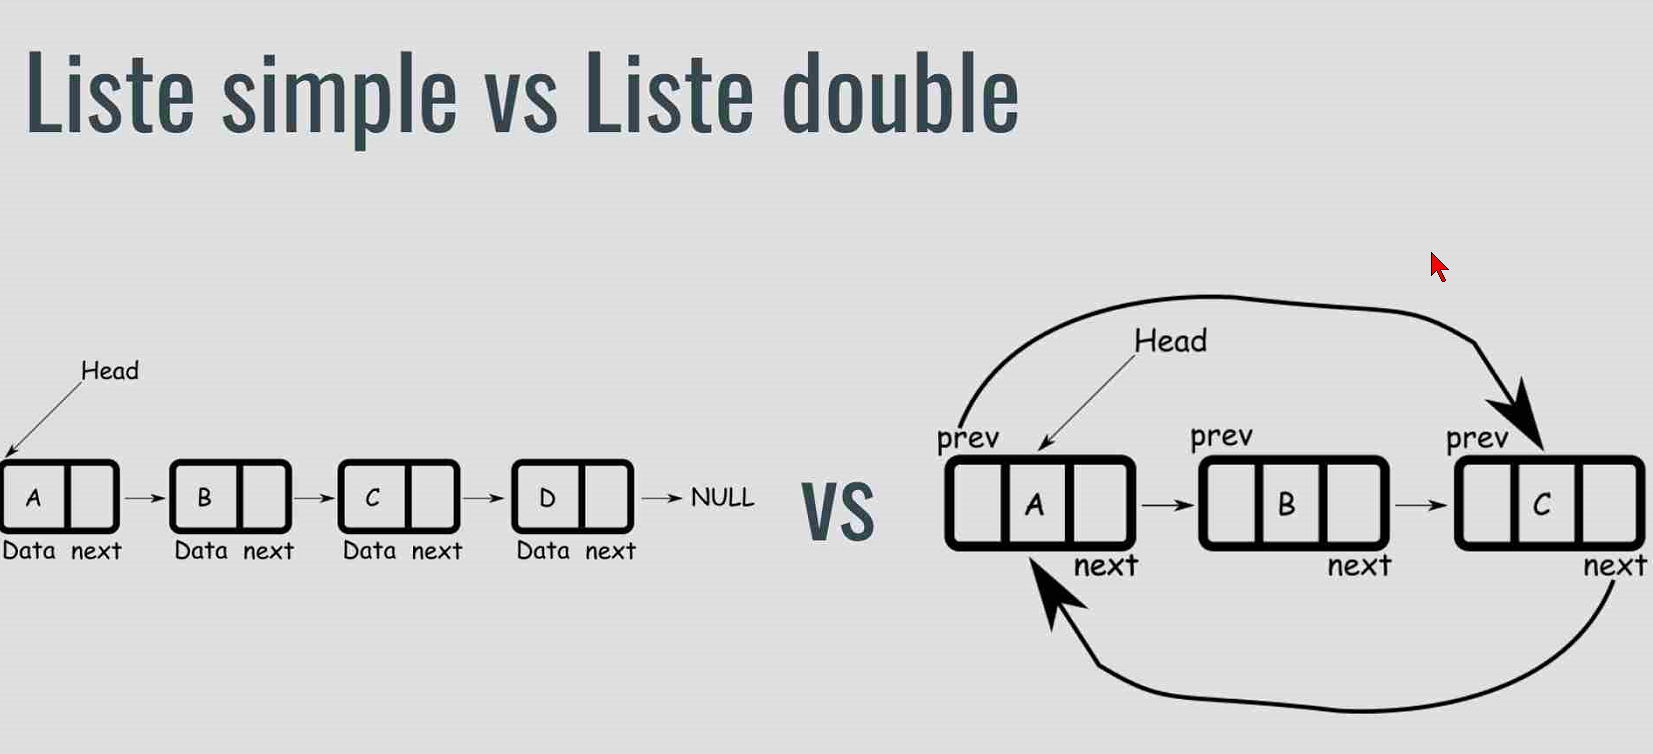 Liste simple vs Liste double
Head
A
B
C
D
NULL
Data next
Data next
Data next
Data next
vs
Head
prev
prev
prev
A
B
C
next
next
next